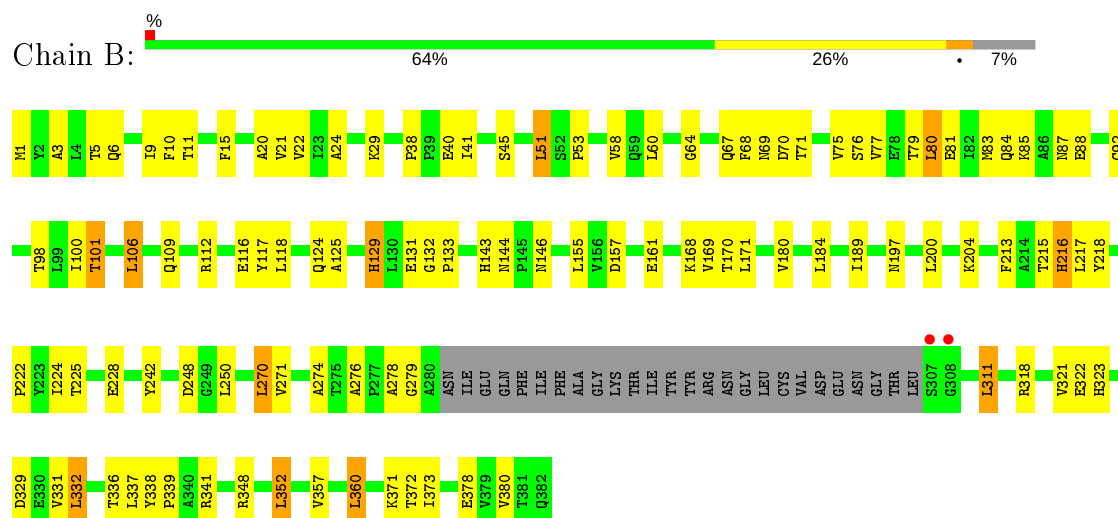 %
Chain B:
64% 26% • 7%
M1 Y2 A3 L4 T5 Q6 I9 F10 T11 F15 A20 V21 V22 I23 A24 K29 P38 P39 E40 I41 S45 L51 S52 P53 V58 Q59 L60 G64 Q67 F68 N69 D70 T71 V75 S76 V77 E78 T79 L80 E81 I82 M83 Q84 K85 A86 N87 E88
T98 L99 I100 T101 L106 Q109 R112 E116 Y117 L118 Q124 A125 H129 L130 E131 G132 P133 H143 N144 P145 N146 L155 V156 D157 E161 K168 V169 T170 L171 V180 L184 I189 N197 L200 K204 F213 A214 T215 H216 L217 Y218
P222 Y223 I224 T225 E228 Y242 D248 G249 L250 L270 V271 A274 T275 A276 P277 A278 G279 A280 ASN ILE GLU GLN PHE ILE PHE ALA GLY LYS THR ILE TYR TYR ARG ASN GLY LEU CYS VAL ASP GLU ASN GLY THR LEU S307 G308 L311 R318 V321 E322 H323
D329 E330 V331 L332 T336 L337 Y338 P339 A340 R341 R348 L352 V357 L360 K371 T372 I373 E378 V379 V380 T381 Q382